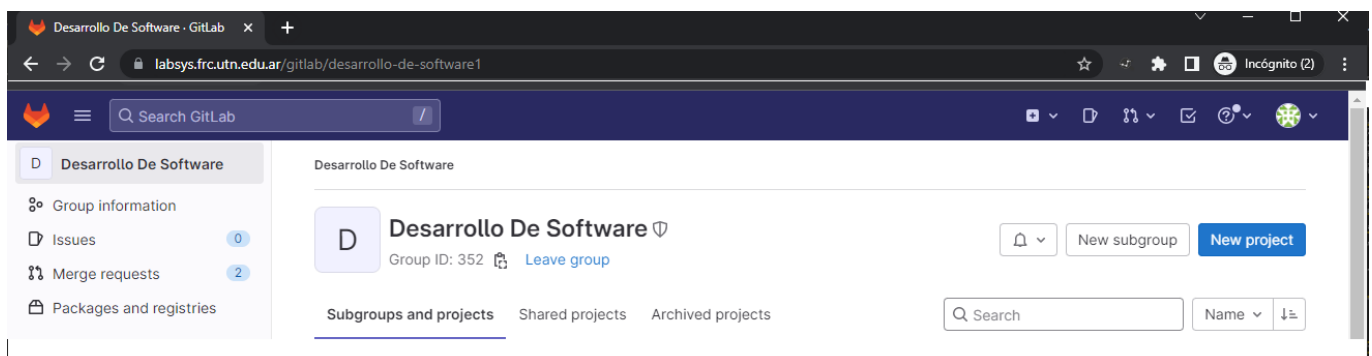 Desarrollo De Software · GitLab
labsys.frc.utn.edu.ar/gitlab/desarrollo-de-software1
Incógnito (2)
Search GitLab /
D Desarrollo De Software
Desarrollo De Software
Group information
Issues 0
Merge requests 2
Packages and registries
D
Desarrollo De Software
Group ID: 352 Leave group
New subgroup New project
Subgroups and projects Shared projects Archived projects
Search Name